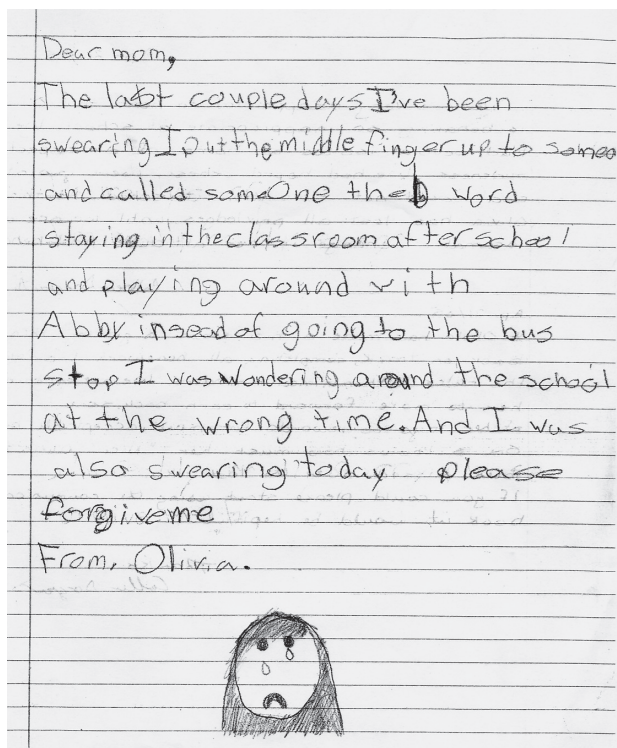 Dear mom,
The last couple days I've been
swearing I put the middle finger up to someo
and called someOne the b word
staying in the classroom after school
and playing around with
Abby insead of going to the bus
stop I was wondering around the school
at the wrong time. And I was
also swearing today please
forgive me
From, Olivia.